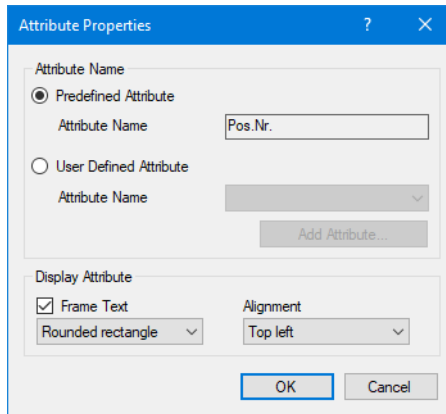 Attribute Properties ?
Attribute Name
Predefined Attribute
Attribute Name Pos.Nr.
User Defined Attribute
Attribute Name
Add Attribute...
Display Attribute
Frame Text Alignment
Rounded rectangle Top left
OK Cancel